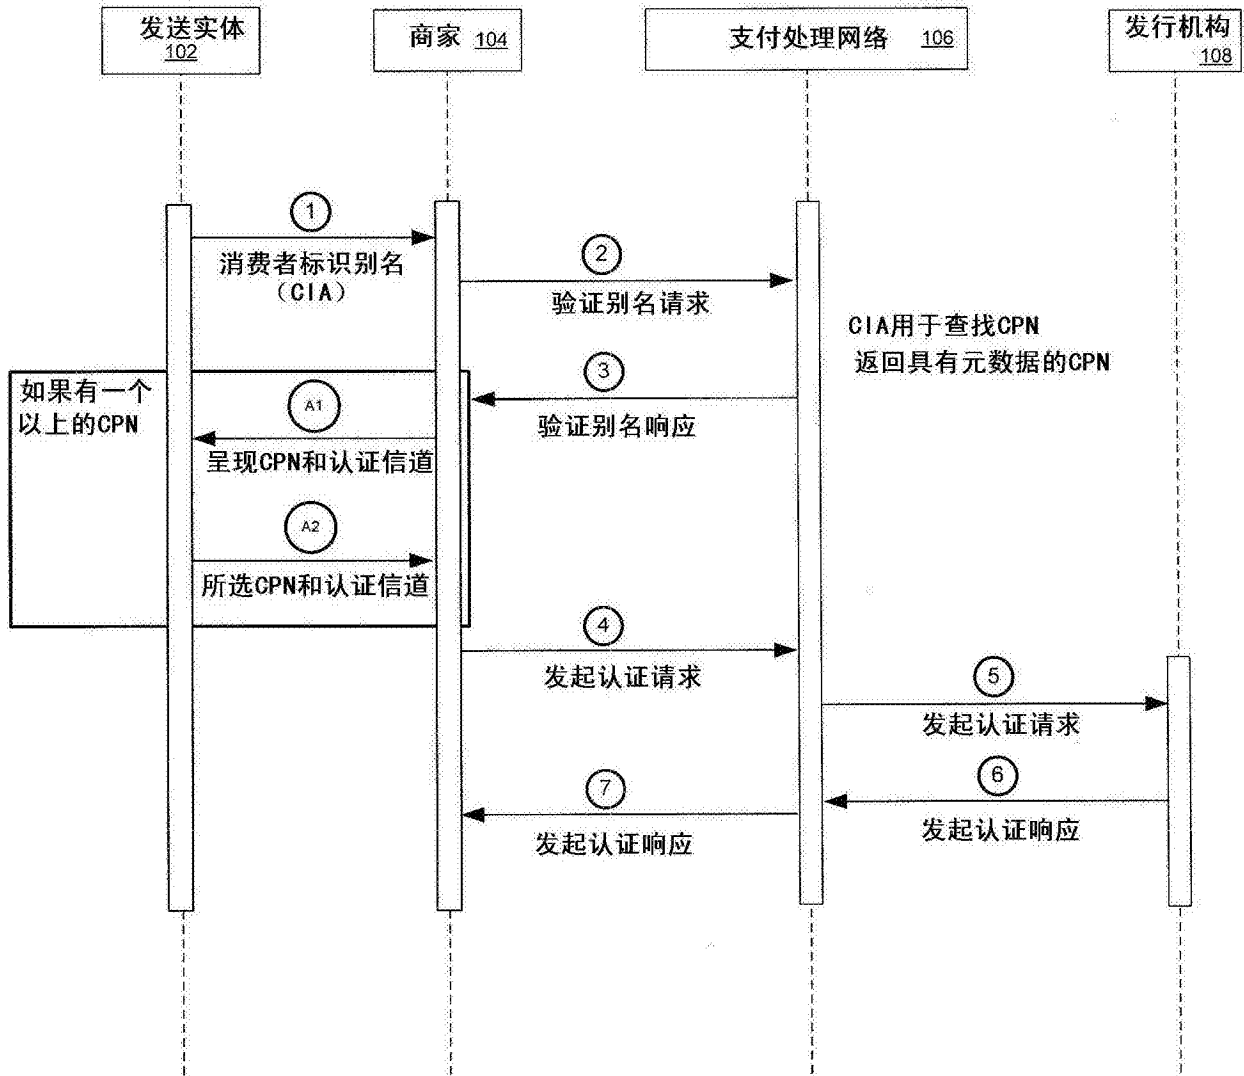 发送实体
102
商家 104
支付处理网络 106
发行机构
108
1
消费者标识别名
（CIA）
2
验证别名请求
CIA用于查找CPN
返回具有元数据的CPN
3
验证别名响应
如果有一个
以上的CPN
A1
呈现CPN和认证信道
A2
所选CPN和认证信道
4
发起认证请求
5
发起认证请求
6
发起认证响应
7
发起认证响应